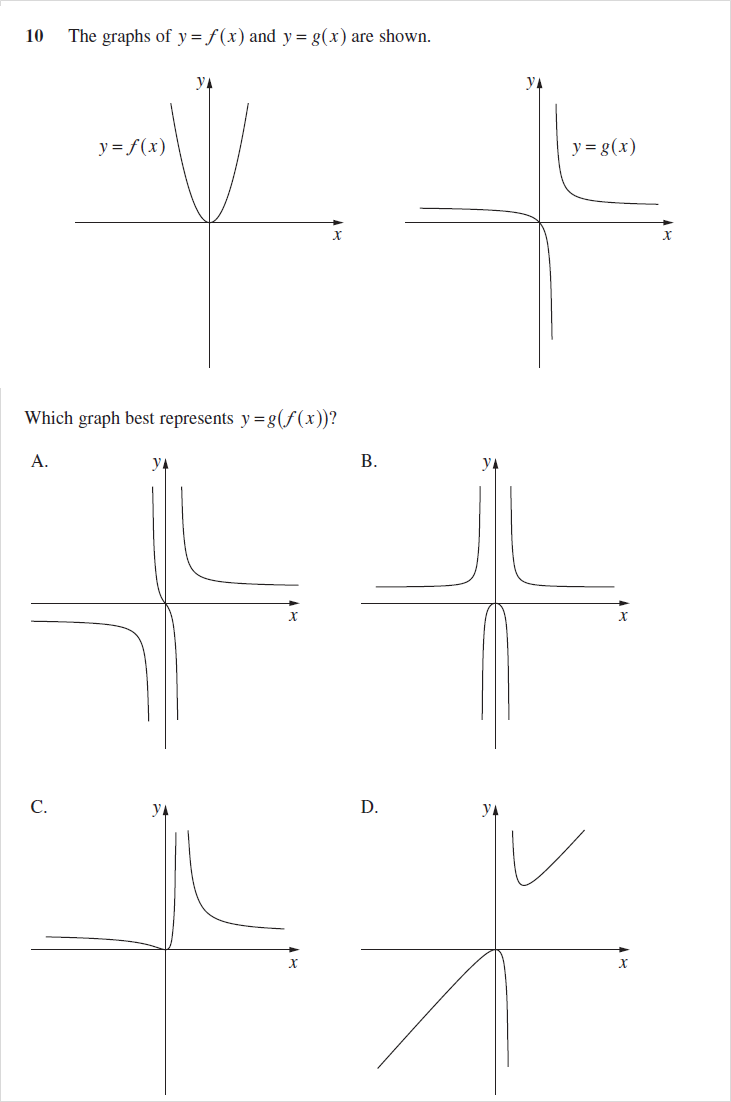 10 The graphs of y = f(x) and y = g(x) are shown.
y
y
y = f(x)
y = g(x)
x
x
Which graph best represents y = g(f(x))?
A.
y
B.
y
x
x
C.
y
D.
y
x
x